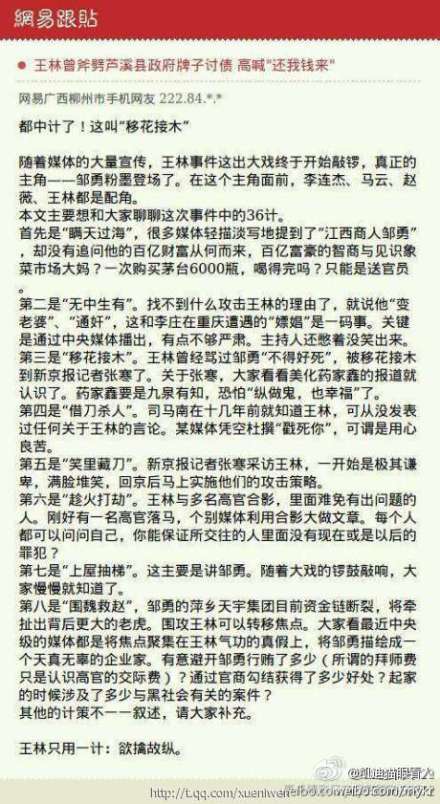 網易跟貼
王林曾斧劈芦溪县政府牌子讨债 高喊"还我钱来"
网易广西柳州市手机网友 222.84.*.*
都中计了！这叫“移花接木”
随着媒体的大量宣传，王林事件这出大戏终于开始敲锣，真正的
主角——邹勇粉墨登场了。在这个主角面前，李连杰、马云、赵
薇、王林都是配角。
本文主要想和大家聊聊这次事件中的36计。
首先是“瞒天过海”，很多媒体轻描淡写地提到了“江西商人邹勇”
，却没有追问他的百亿财富从何而来，百亿富豪的智商与见识象
菜市场大妈？一次购买茅台6000瓶，喝得完吗？只能是送官员
。
第二是“无中生有”。找不到什么攻击王林的理由了，就说他“变
老婆”、“通奸”，这和李庄在重庆遭遇的“嫖娼”是一码事。关键
是通过中央媒体播出，有点不够严肃。主持人还憋着没笑出来。
第三是“移花接木”。王林曾经骂过邹勇“不得好死”，被移花接木
到新京报记者张寒了。关于张寒，大家看看美化药家鑫的报道就
认识了。药家鑫要是九泉有知，恐怕“纵做鬼，也幸福”了。
第四是“借刀杀人”。司马南在十几年前就知道王林，可从没发表
过任何关于王林的言论。某媒体凭空杜撰“戳死你”，可谓是用心
良苦。
第五是“笑里藏刀”。新京报记者张寒采访王林，一开始是极其谦
卑，满脸堆笑，回京后马上实施他们的攻击策略。
第六是“趁火打劫”。王林与多名高官合影，里面难免有出问题的
人。刚好有一名高官落马，个别媒体利用合影大做文章。每个人
都可以问问自己，你能保证所交往的人里面没有现在或是以后的
罪犯？
第七是“上屋抽梯”。这主要是讲邹勇。随着大戏的锣鼓敲响，大
家慢慢就知道了。
第八是“围魏救赵”，邹勇的萍乡天宇集团目前资金链断裂，将牵
扯出背后更大的老虎。围攻王林可以转移焦点。大家看最近中央
级的媒体都是将焦点聚集在王林气功的真假上，将邹勇描绘成一
个天真无辜的企业家。有意避开邹勇行贿了多少（所谓的拜师费
只是认识高官的交际费）？通过官商勾结获得了多少好处？起家
的时候涉及了多少与黑社会有关的案件？
其他的计策不一一叙述，请大家补充。
王林只用一计：欲擒故纵。